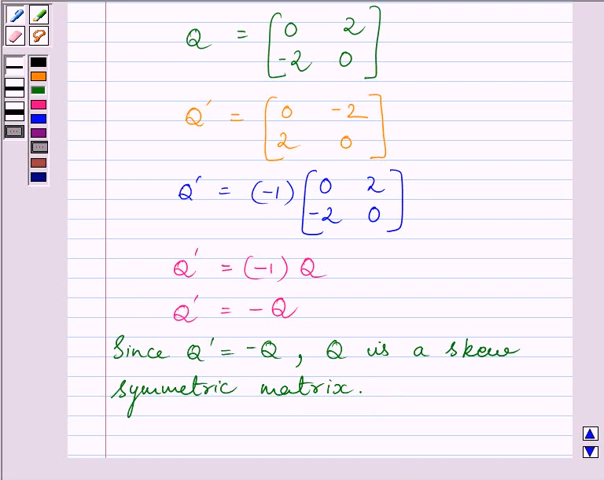 Q = [0 2
-2 0]
Q' = [0 -2
2 0]
Q' = (-1) [0 2
-2 0]
Q' = (-1) Q
Q' = - Q
Since Q' = -Q , Q is a skew
symmetric matrix.